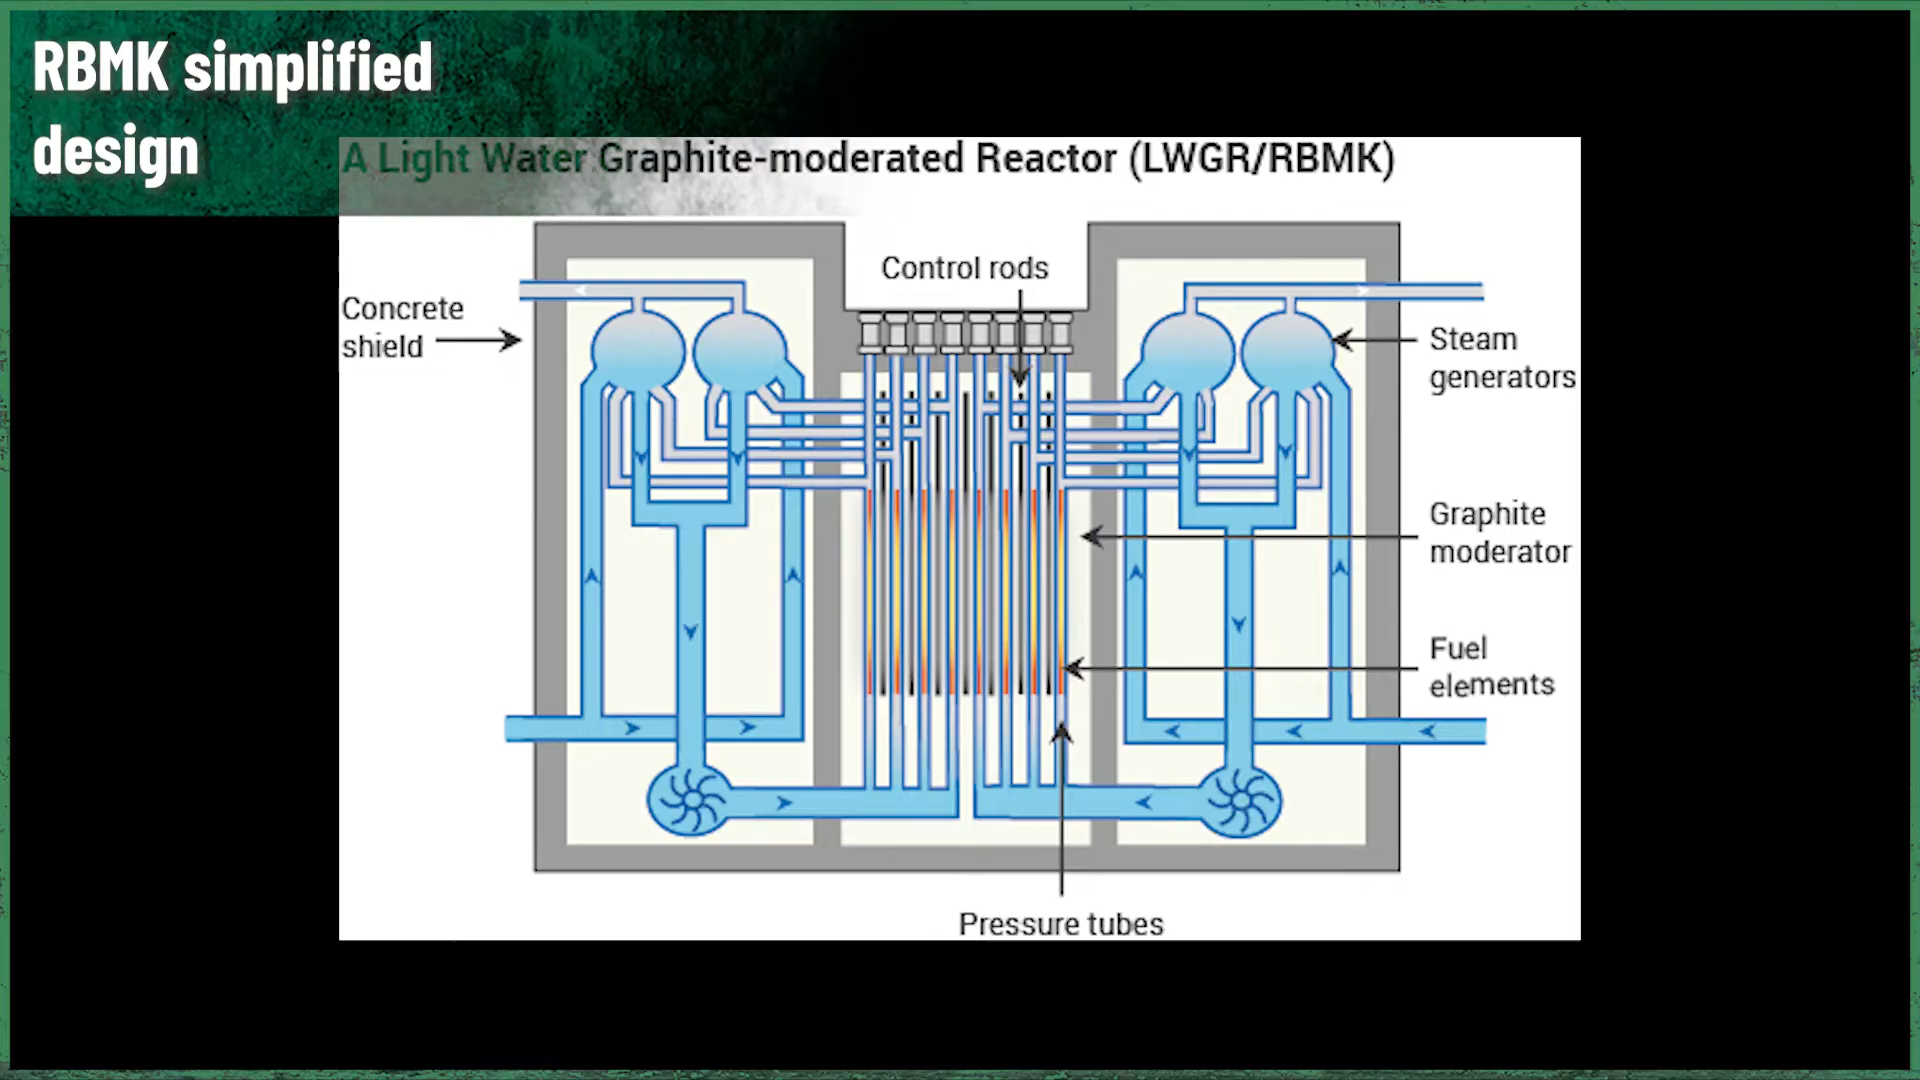 RBMK simplified
design
A Light Water Graphite-moderated Reactor (LWGR/RBMK)
Control rods
Concrete
shield
Steam
generators
Graphite
moderator
Fuel
elements
Pressure tubes